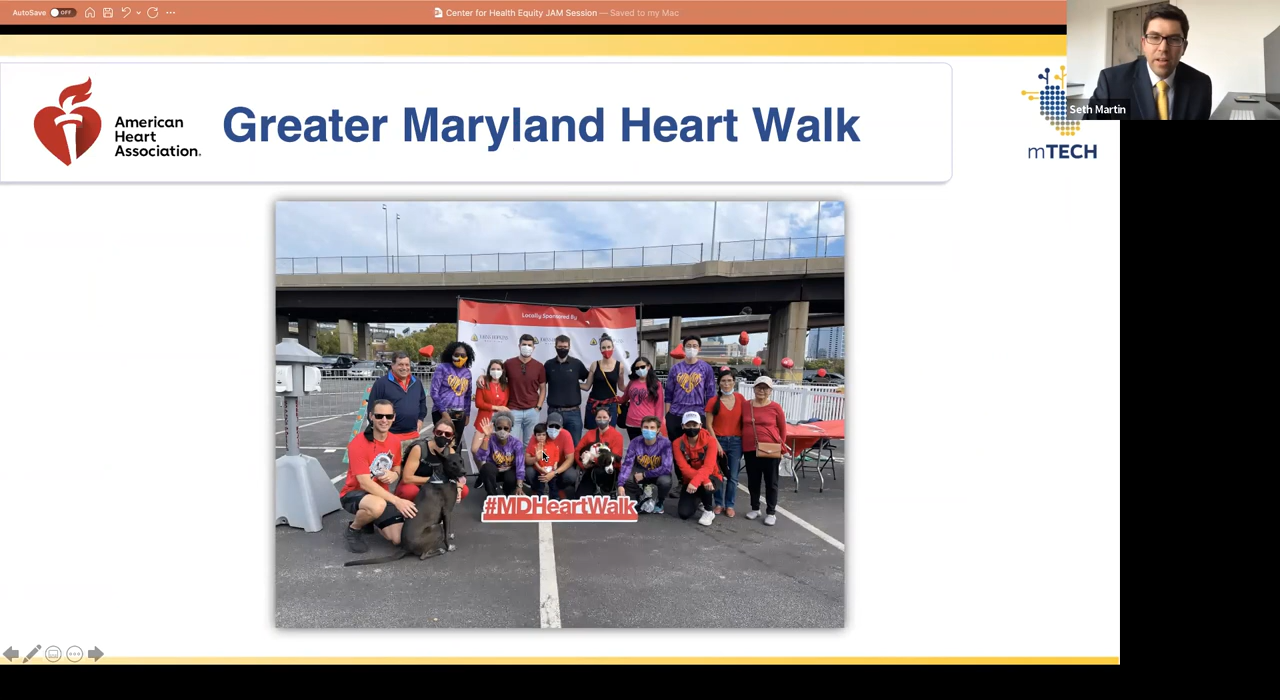 AutoSave OFF
Center for Health Equity JAM Session — Saved to my Mac
American
Heart
Association.
Greater Maryland Heart Walk
Seth Martin
mTECH
Locally Sponsored By
#MDHeartWalk